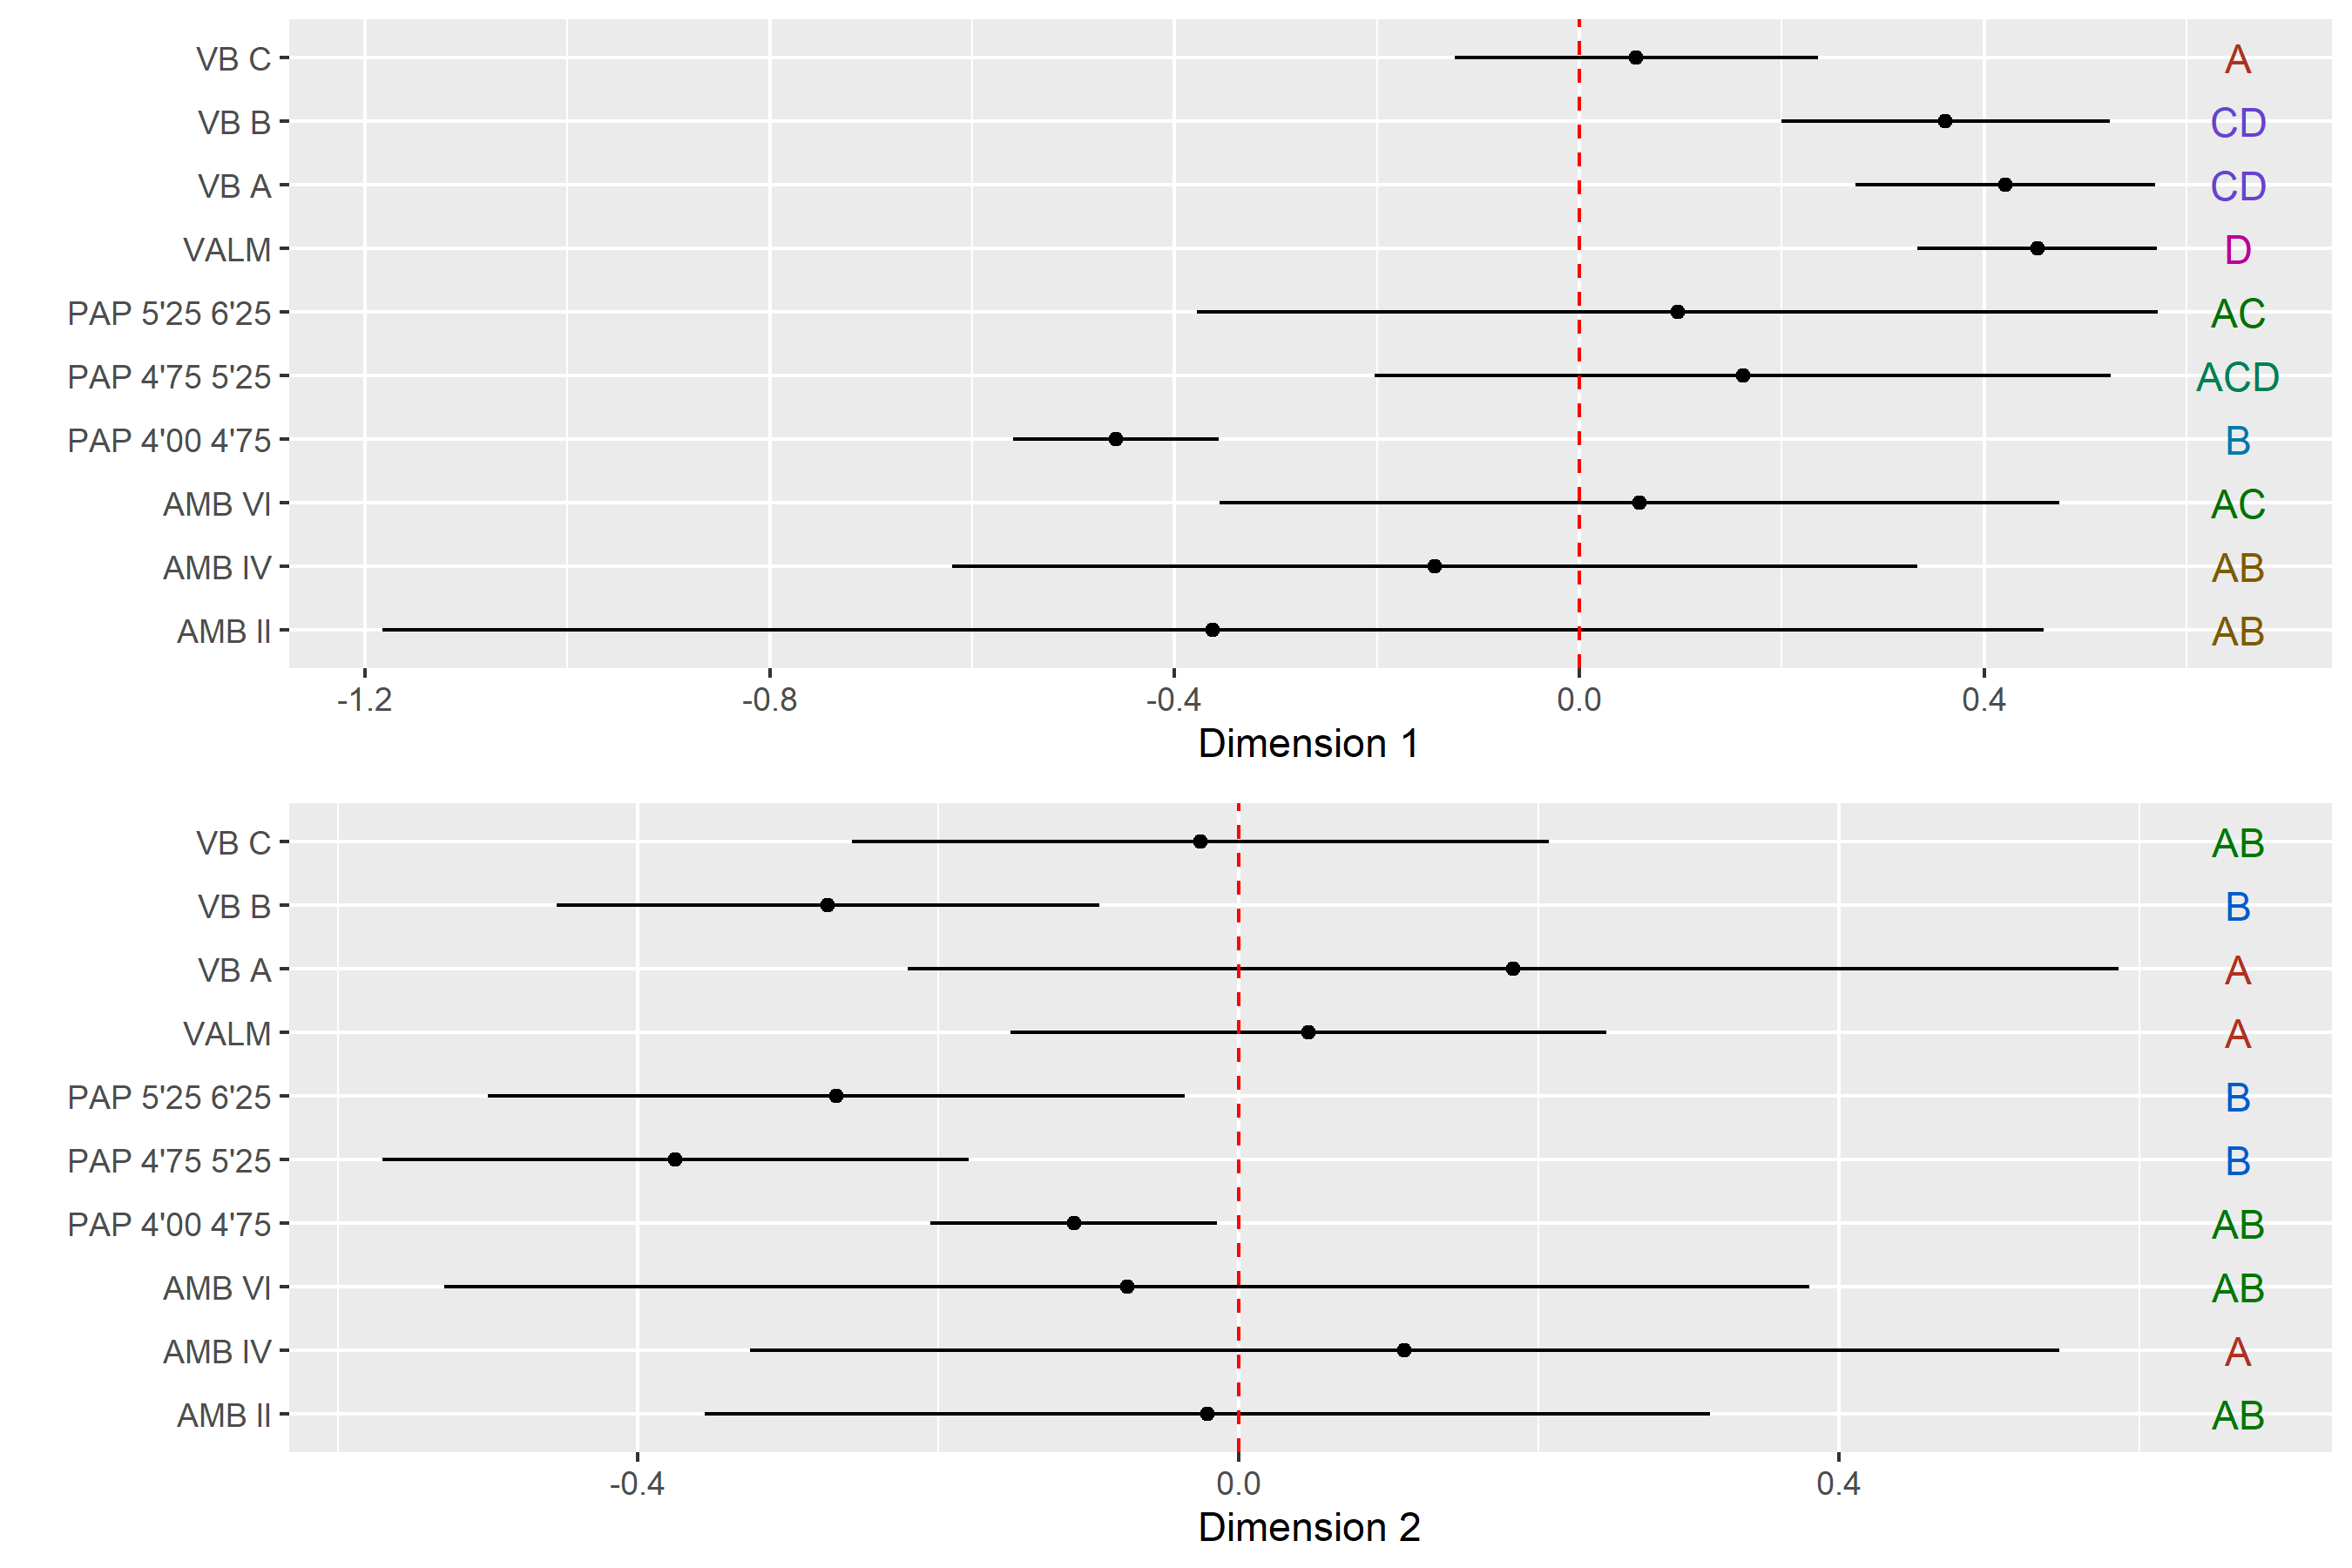 VB C A
VB B CD
VB A CD
VALM D
PAP 5'25 6'25 AC
PAP 4'75 5'25 ACD
PAP 4'00 4'75 B
AMB VI AC
AMB IV AB
AMB II AB
-1.2 -0.8 -0.4 0.0 0.4
Dimension 1
VB C AB
VB B B
VB A A
VALM A
PAP 5'25 6'25 B
PAP 4'75 5'25 B
PAP 4'00 4'75 AB
AMB VI AB
AMB IV A
AMB II AB
-0.4 0.0 0.4
Dimension 2